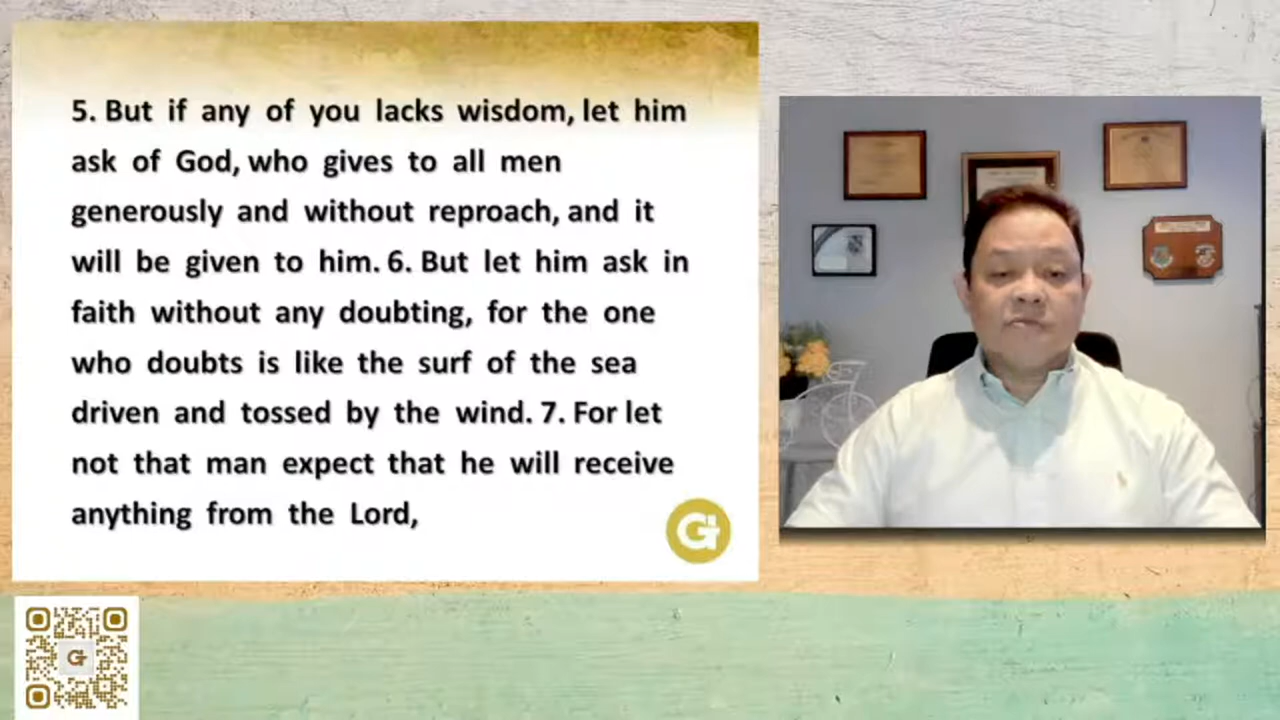 5. But if any of you lacks wisdom, let him
ask of God, who gives to all men
generously and without reproach, and it
will be given to him. 6. But let him ask in
faith without any doubting, for the one
who doubts is like the surf of the sea
driven and tossed by the wind. 7. For let
not that man expect that he will receive
anything from the Lord,